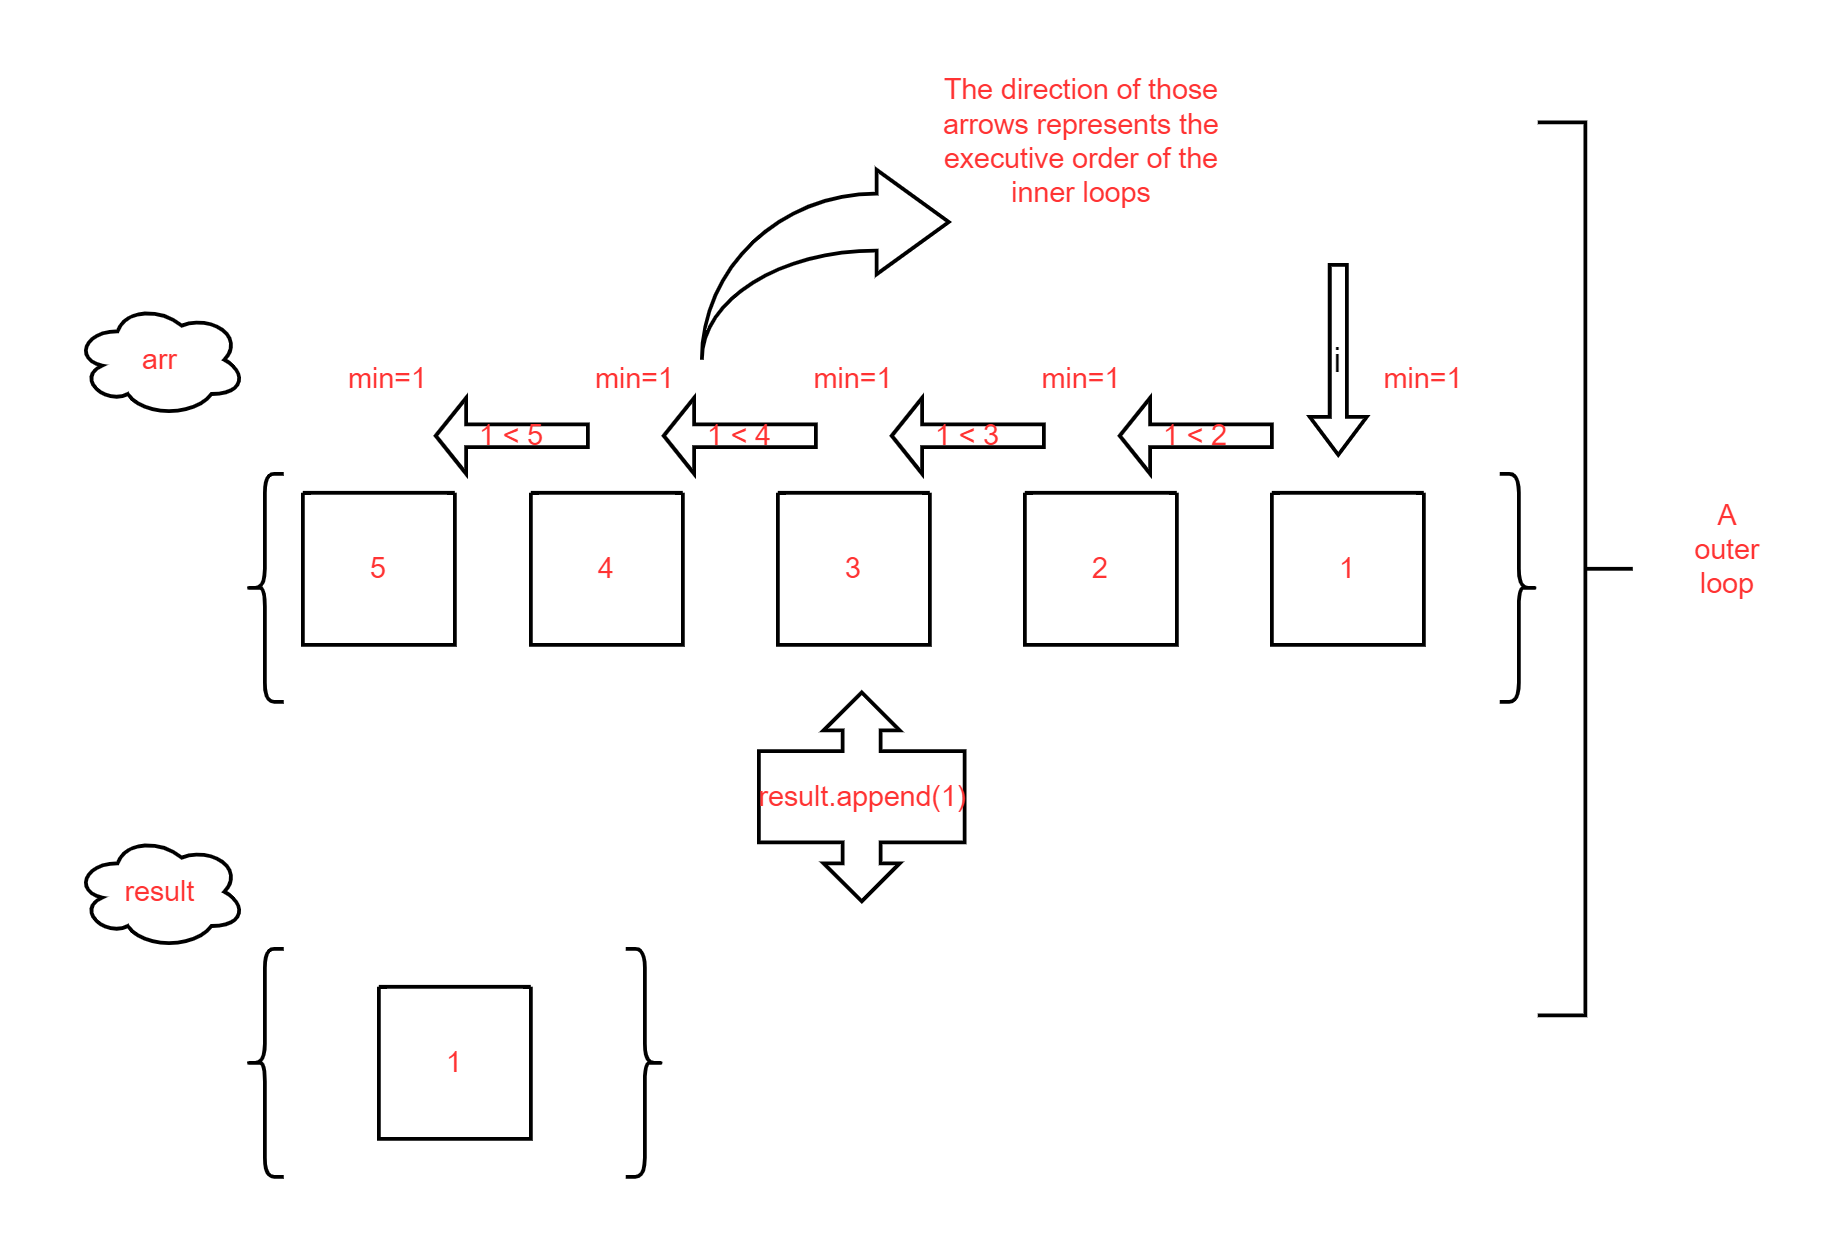 The direction of those
arrows represents the
executive order of the
inner loops
arr
i
min=1 min=1 min=1 min=1 min=1
1 < 5 1 < 4 1 < 3 1 < 2
5 4 3 2 1
A
outer
loop
result.append(1)
result
1